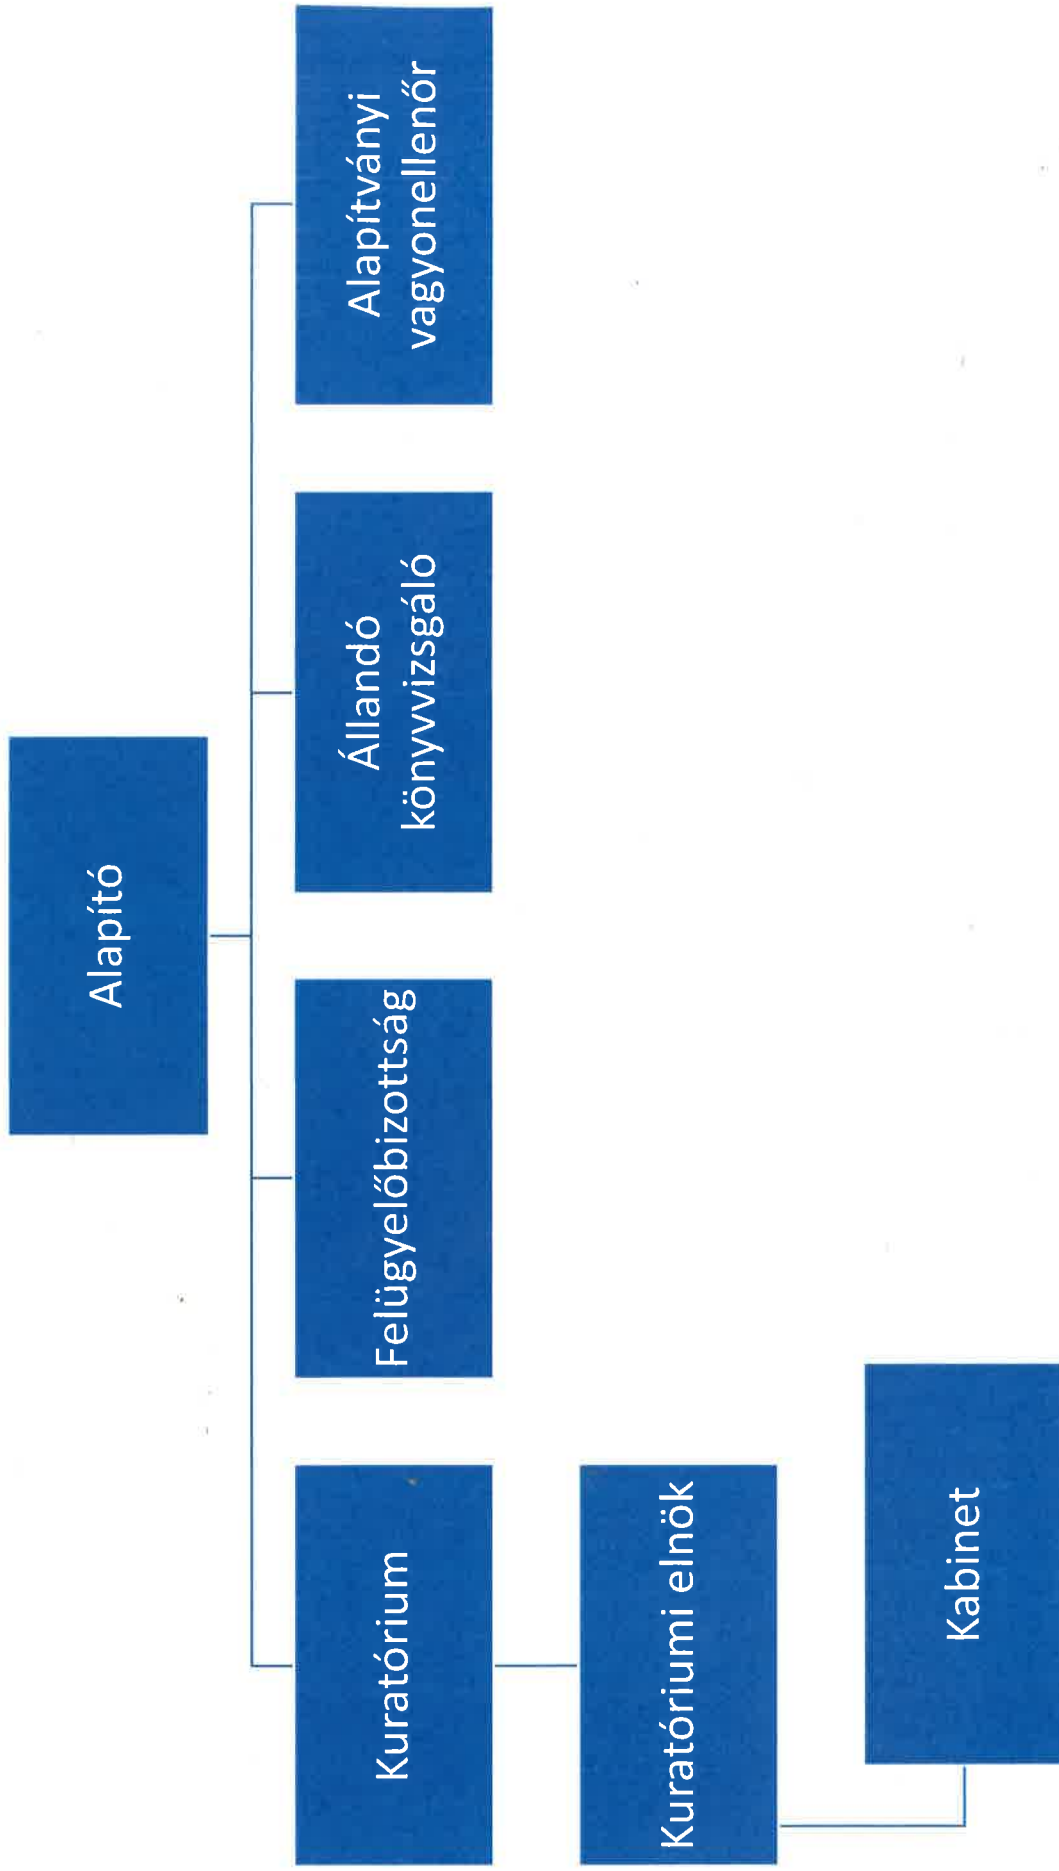 Alapító
Kuratórium
Felügyelőbizottság
Állandó
könyvvizsgáló
Alapítványi
vagyonellenőr
Kuratóriumi elnök
Kabinet